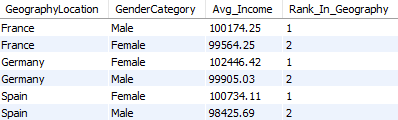 GeographyLocation GenderCategory Avg_Income Rank_In_Geography
France Male 100174.25 1
France Female 99564.25 2
Germany Female 102446.42 1
Germany Male 99905.03 2
Spain Female 100734.11 1
Spain Male 98425.69 2